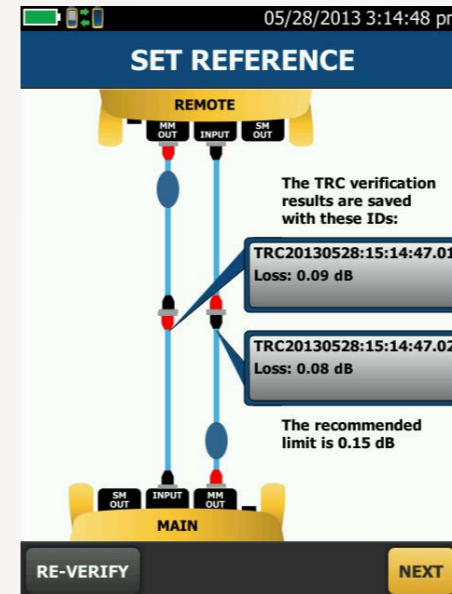 05/28/2013 3:14:48 pm
SET REFERENCE
REMOTE
MM OUT
INPUT
SM OUT
The TRC verification
results are saved
with these IDs:
TRC20130528:15:14:47.01
Loss: 0.09 dB
TRC20130528:15:14:47.02
Loss: 0.08 dB
The recommended
limit is 0.15 dB
SM OUT
INPUT
MM OUT
MAIN
RE-VERIFY
NEXT